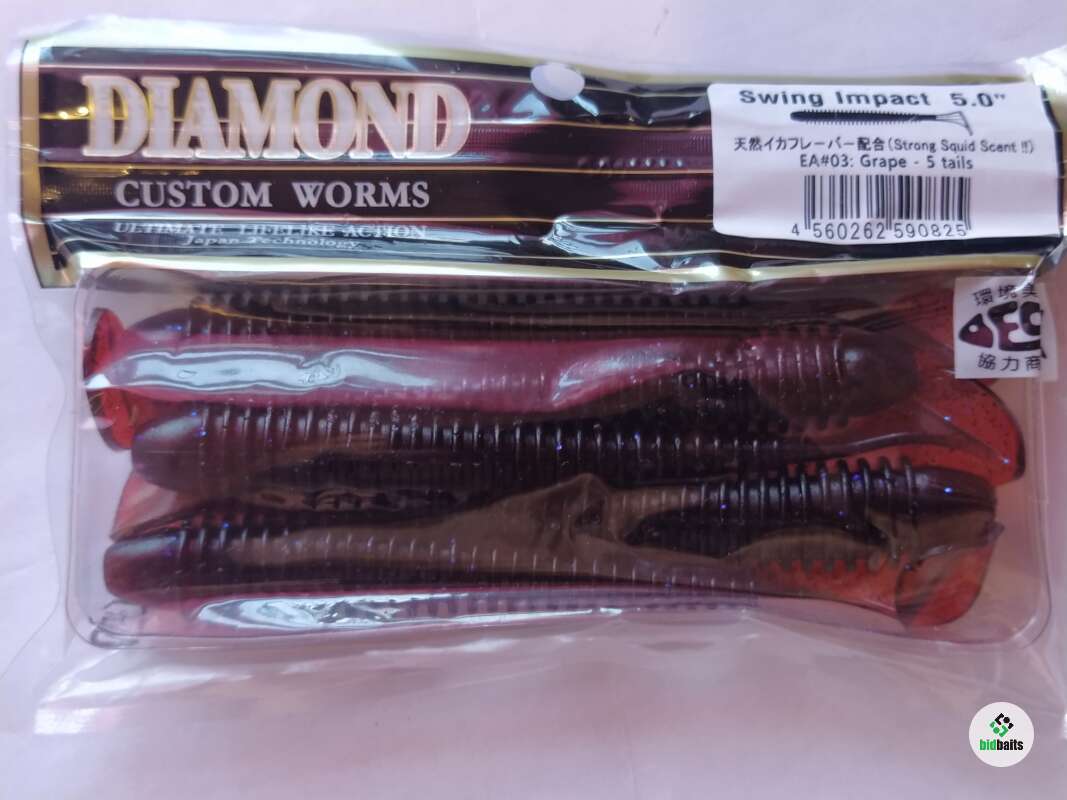 DIAMOND
CUSTOM WORMS
ULTIMATE LIFELIKE ACTION
Japan Technology
Swing Impact 5.0"
天然イカフレーバー配合(Strong Squid Scent !!)
EA#03: Grape - 5 tails
4 560262 590825
環境
協力商
bidbaits